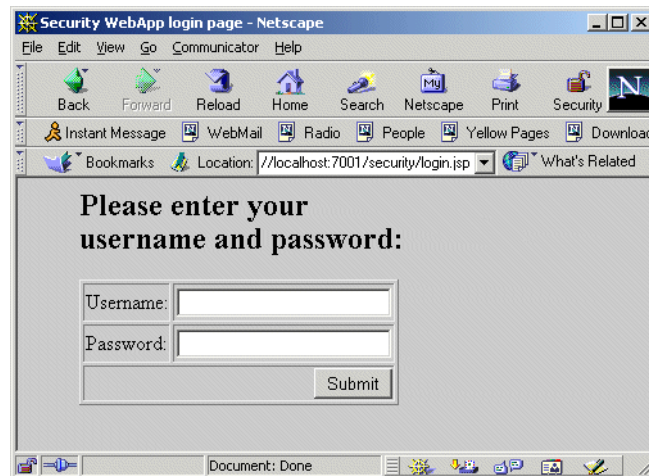 Security WebApp login page - Netscape
File Edit View Go Communicator Help
Back Forward Reload Home Search Netscape Print Security N
My
Instant Message WebMail Radio People Yellow Pages Download
Bookmarks Location: //localhost:7001/security/login.jsp What's Related
Please enter your
username and password:
Username:
Password:
Submit
Document: Done